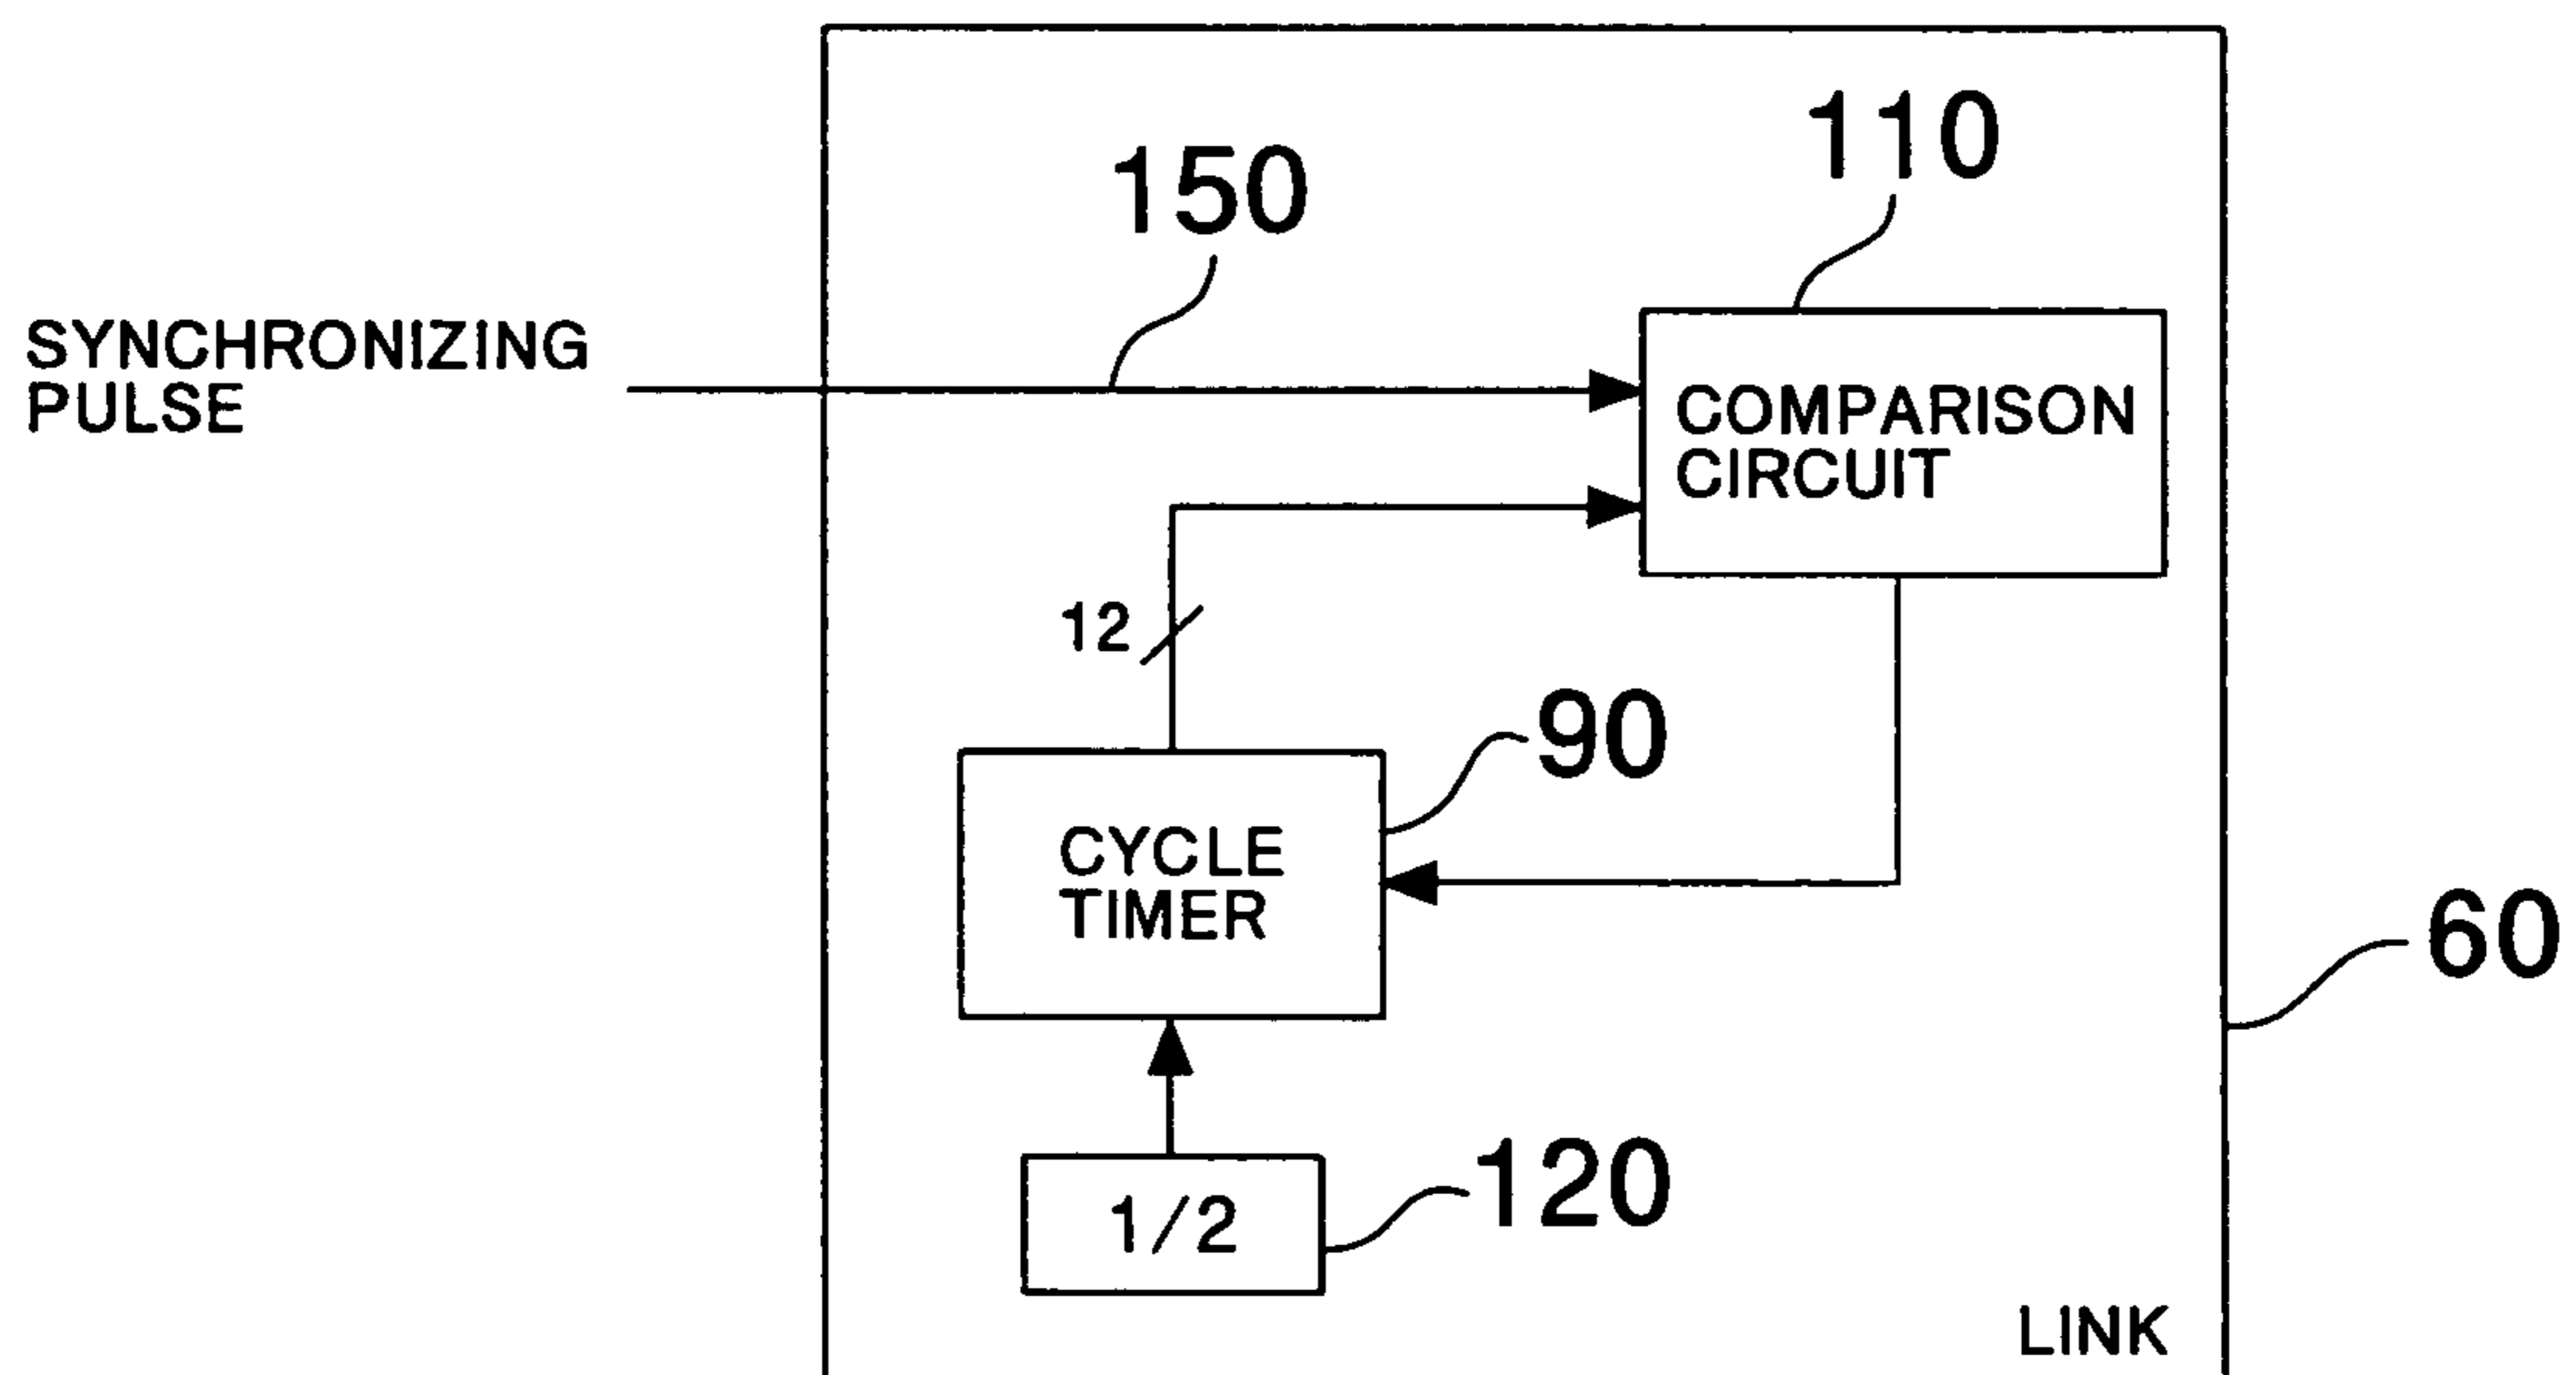 110
150
SYNCHRONIZING
PULSE
COMPARISON
CIRCUIT
12
90
CYCLE
TIMER
60
120
1/2
LINK